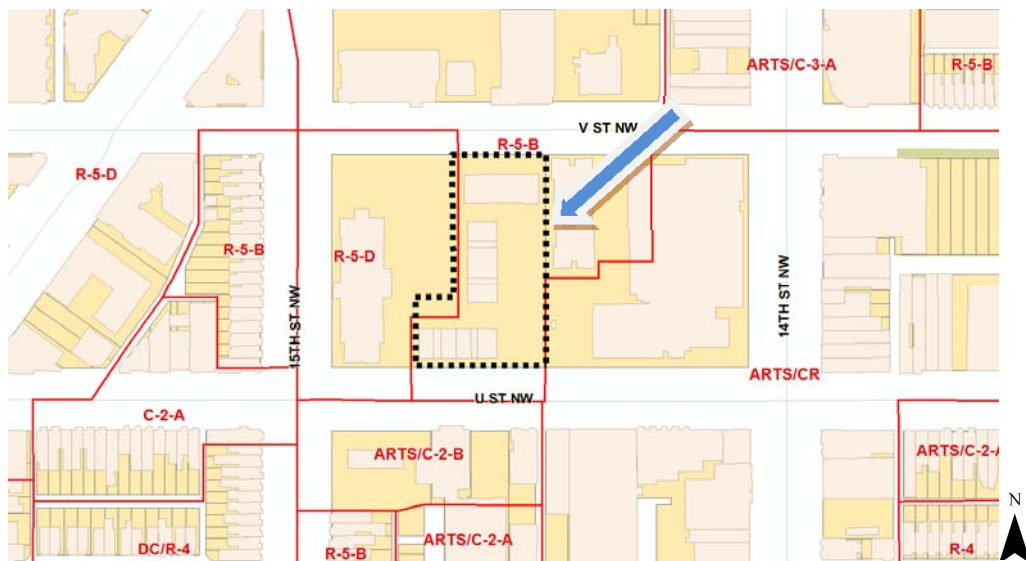 ARTS/C-3-A
R-5-B
V ST NW
R-5-B
R-5-D
R-5-B
R-5-D
15TH ST NW
14TH ST NW
ARTS/CR
U ST NW
C-2-A
ARTS/C-2-B
ARTS/C-2-A
N
DC/R-4
R-5-B
ARTS/C-2-A
R-4